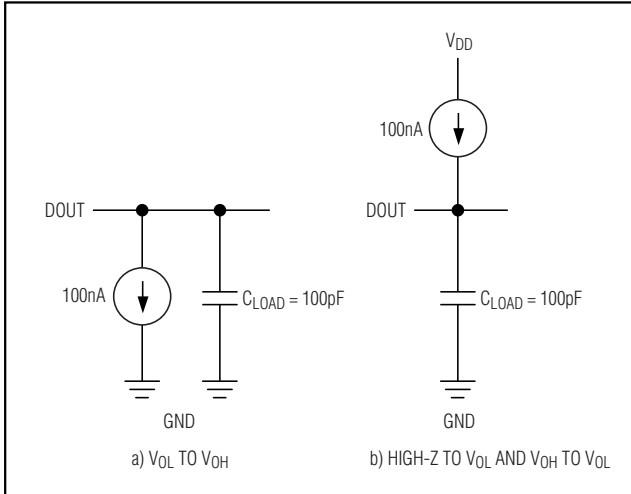 DOUT
100nA
C_LOAD = 100pF
GND
a) V_OL TO V_OH
V_DD
100nA
DOUT
C_LOAD = 100pF
GND
b) HIGH-Z TO V_OL AND V_OH TO V_OL